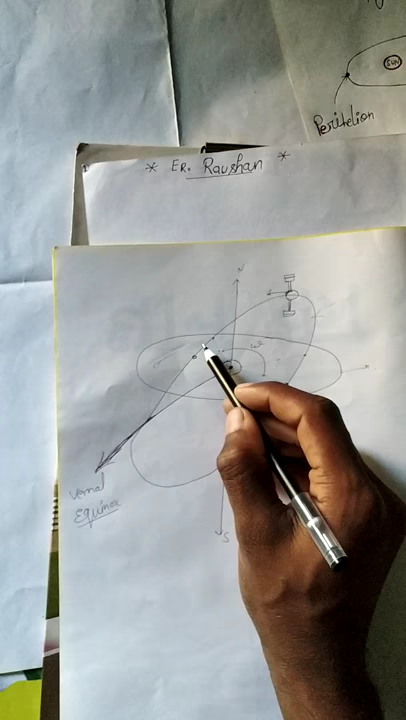 SUN
Perihelion
* ER. Raushan *
N
ω
Vernal
Equinox
S